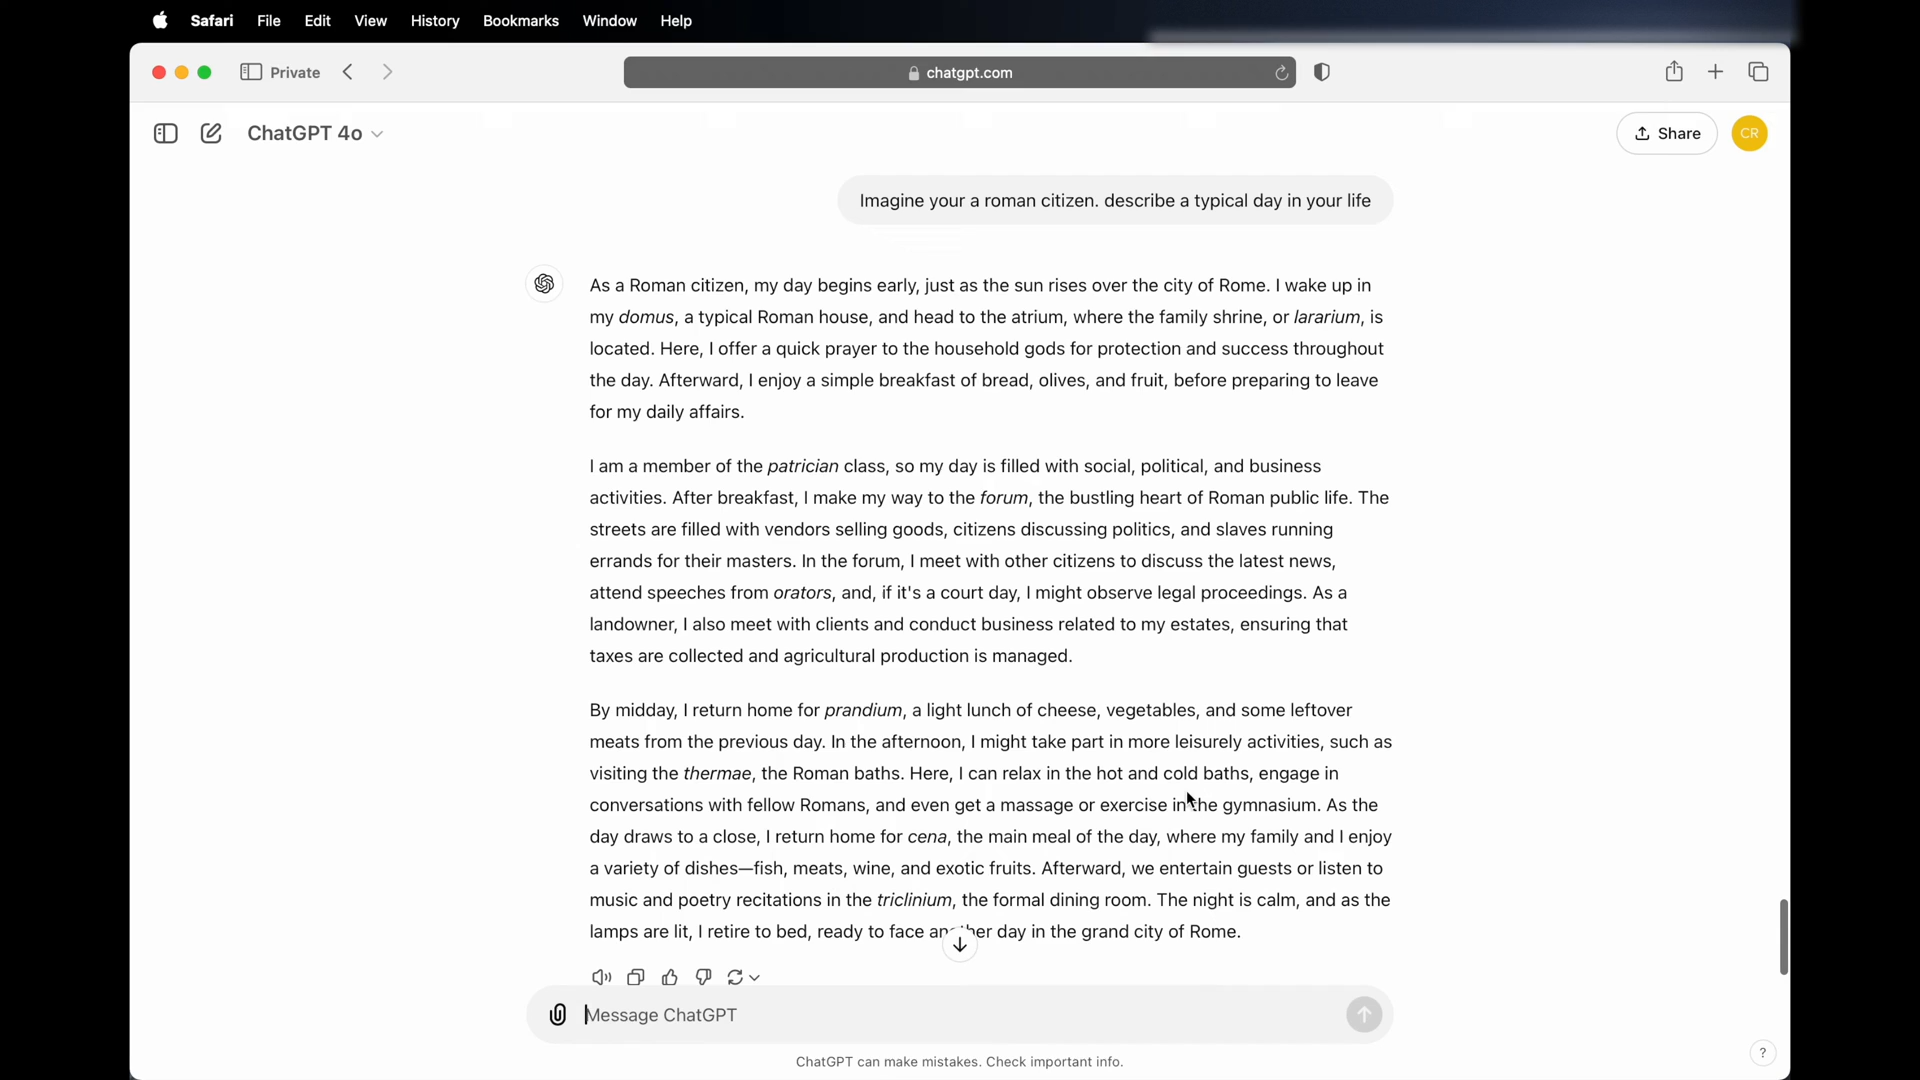 Safari File Edit View History Bookmarks Window Help
Private chatgpt.com
ChatGPT 4o Share CR
Imagine your a roman citizen. describe a typical day in your life
As a Roman citizen, my day begins early, just as the sun rises over the city of Rome. I wake up in
my domus, a typical Roman house, and head to the atrium, where the family shrine, or lararium, is
located. Here, I offer a quick prayer to the household gods for protection and success throughout
the day. Afterward, I enjoy a simple breakfast of bread, olives, and fruit, before preparing to leave
for my daily affairs.
I am a member of the patrician class, so my day is filled with social, political, and business
activities. After breakfast, I make my way to the forum, the bustling heart of Roman public life. The
streets are filled with vendors selling goods, citizens discussing politics, and slaves running
errands for their masters. In the forum, I meet with other citizens to discuss the latest news,
attend speeches from orators, and, if it's a court day, I might observe legal proceedings. As a
landowner, I also meet with clients and conduct business related to my estates, ensuring that
taxes are collected and agricultural production is managed.
By midday, I return home for prandium, a light lunch of cheese, vegetables, and some leftover
meats from the previous day. In the afternoon, I might take part in more leisurely activities, such as
visiting the thermae, the Roman baths. Here, I can relax in the hot and cold baths, engage in
conversations with fellow Romans, and even get a massage or exercise in the gymnasium. As the
day draws to a close, I return home for cena, the main meal of the day, where my family and I enjoy
a variety of dishes—fish, meats, wine, and exotic fruits. Afterward, we entertain guests or listen to
music and poetry recitations in the triclinium, the formal dining room. The night is calm, and as the
lamps are lit, I retire to bed, ready to face another day in the grand city of Rome.
Message ChatGPT
ChatGPT can make mistakes. Check important info.
?